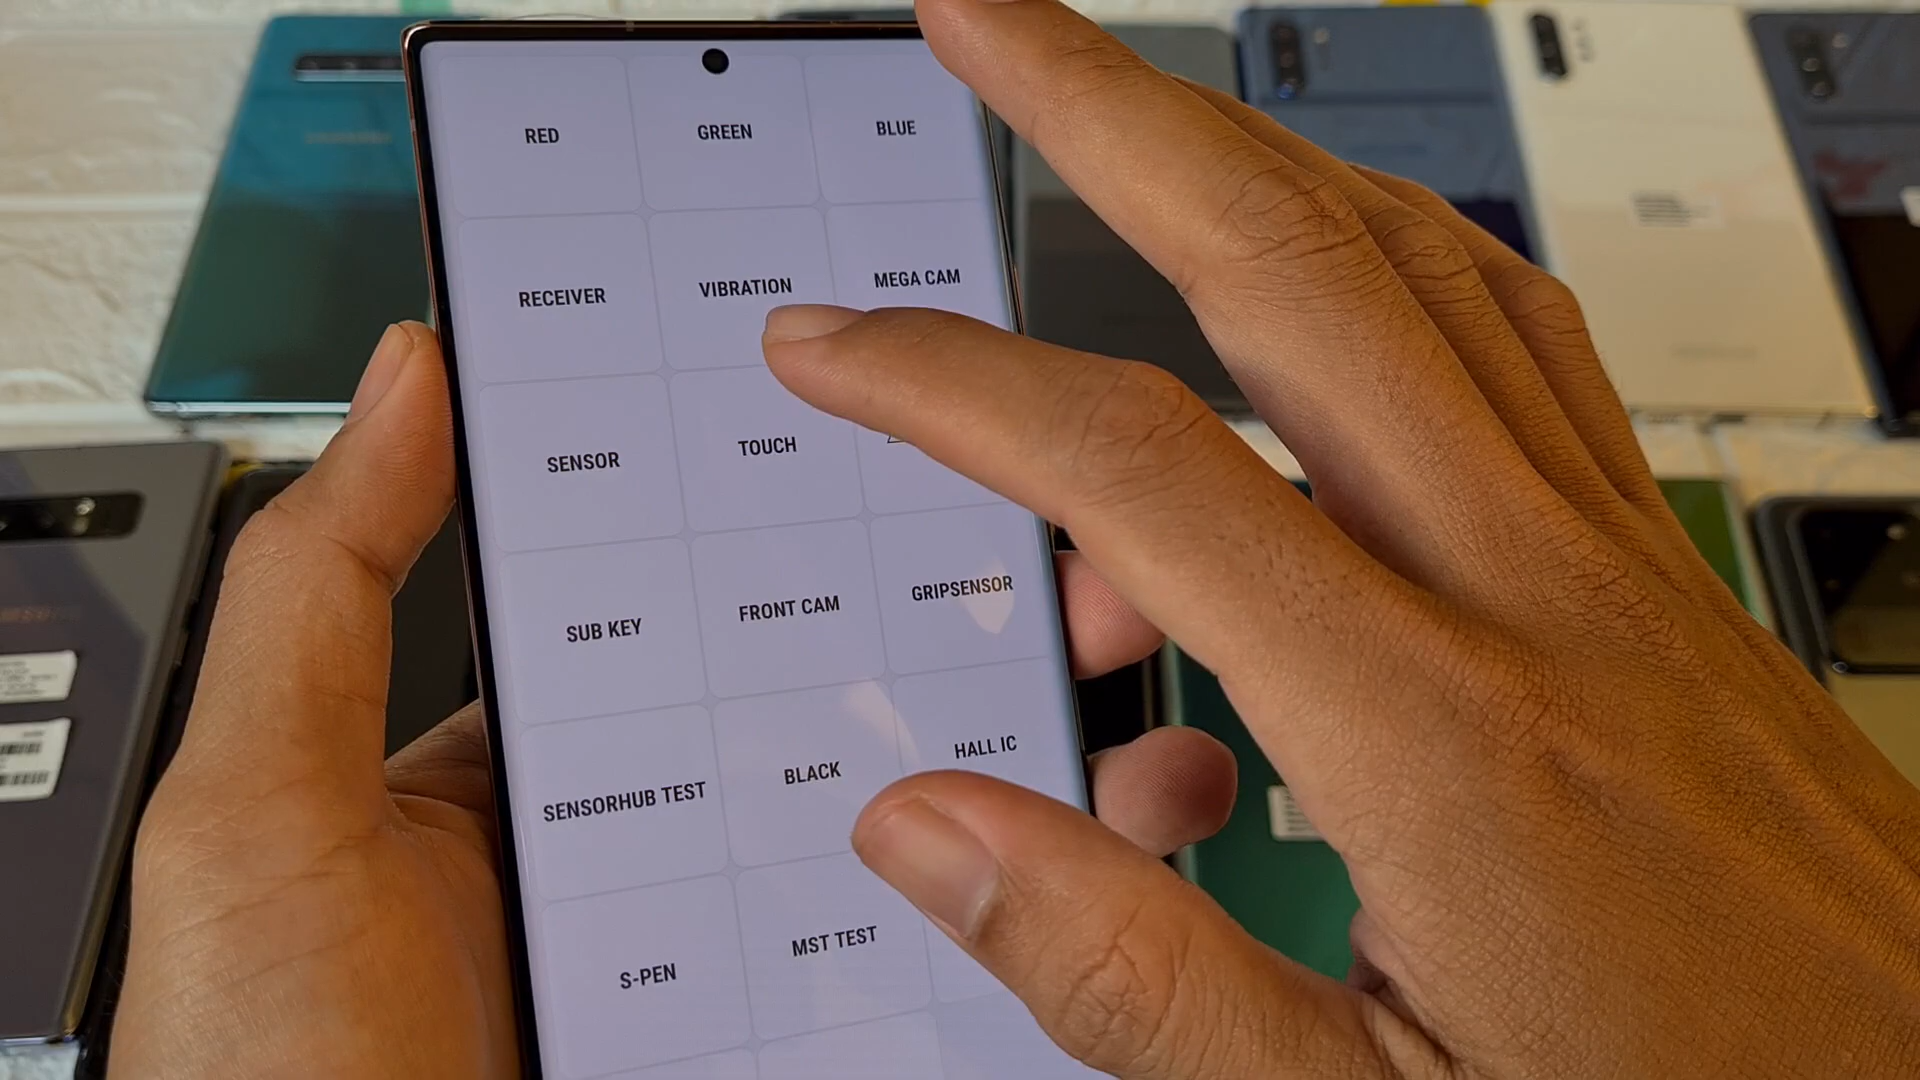 RED
GREEN
BLUE
RECEIVER
VIBRATION
MEGA CAM
SENSOR
TOUCH
SUB KEY
FRONT CAM
GRIPSENSOR
SENSORHUB TEST
BLACK
HALL IC
S-PEN
MST TEST